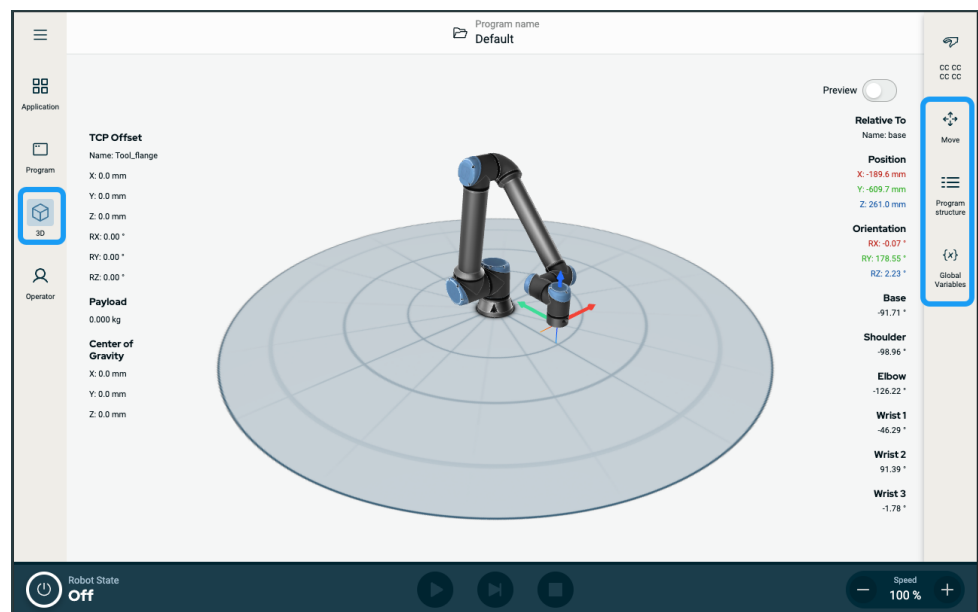 Program name
Default
CC CC
CC CC
Application
Program
3D
Operator
TCP Offset
Name: Tool_flange
X: 0.0 mm
Y: 0.0 mm
Z: 0.0 mm
RX: 0.00 °
RY: 0.00 °
RZ: 0.00 °
Payload
0.000 kg
Center of
Gravity
X: 0.0 mm
Y: 0.0 mm
Z: 0.0 mm
Preview
Relative To
Name: base
Position
X: -189.6 mm
Y: -609.7 mm
Z: 261.0 mm
Orientation
RX: -0.07 °
RY: 178.55 °
RZ: 2.23 °
Base
-91.71 °
Shoulder
-98.96 °
Elbow
-126.22 °
Wrist 1
-46.29 °
Wrist 2
91.39 °
Wrist 3
-1.78 °
Move
Program
structure
{x}
Global
Variables
Robot State
Off
Speed
100 %